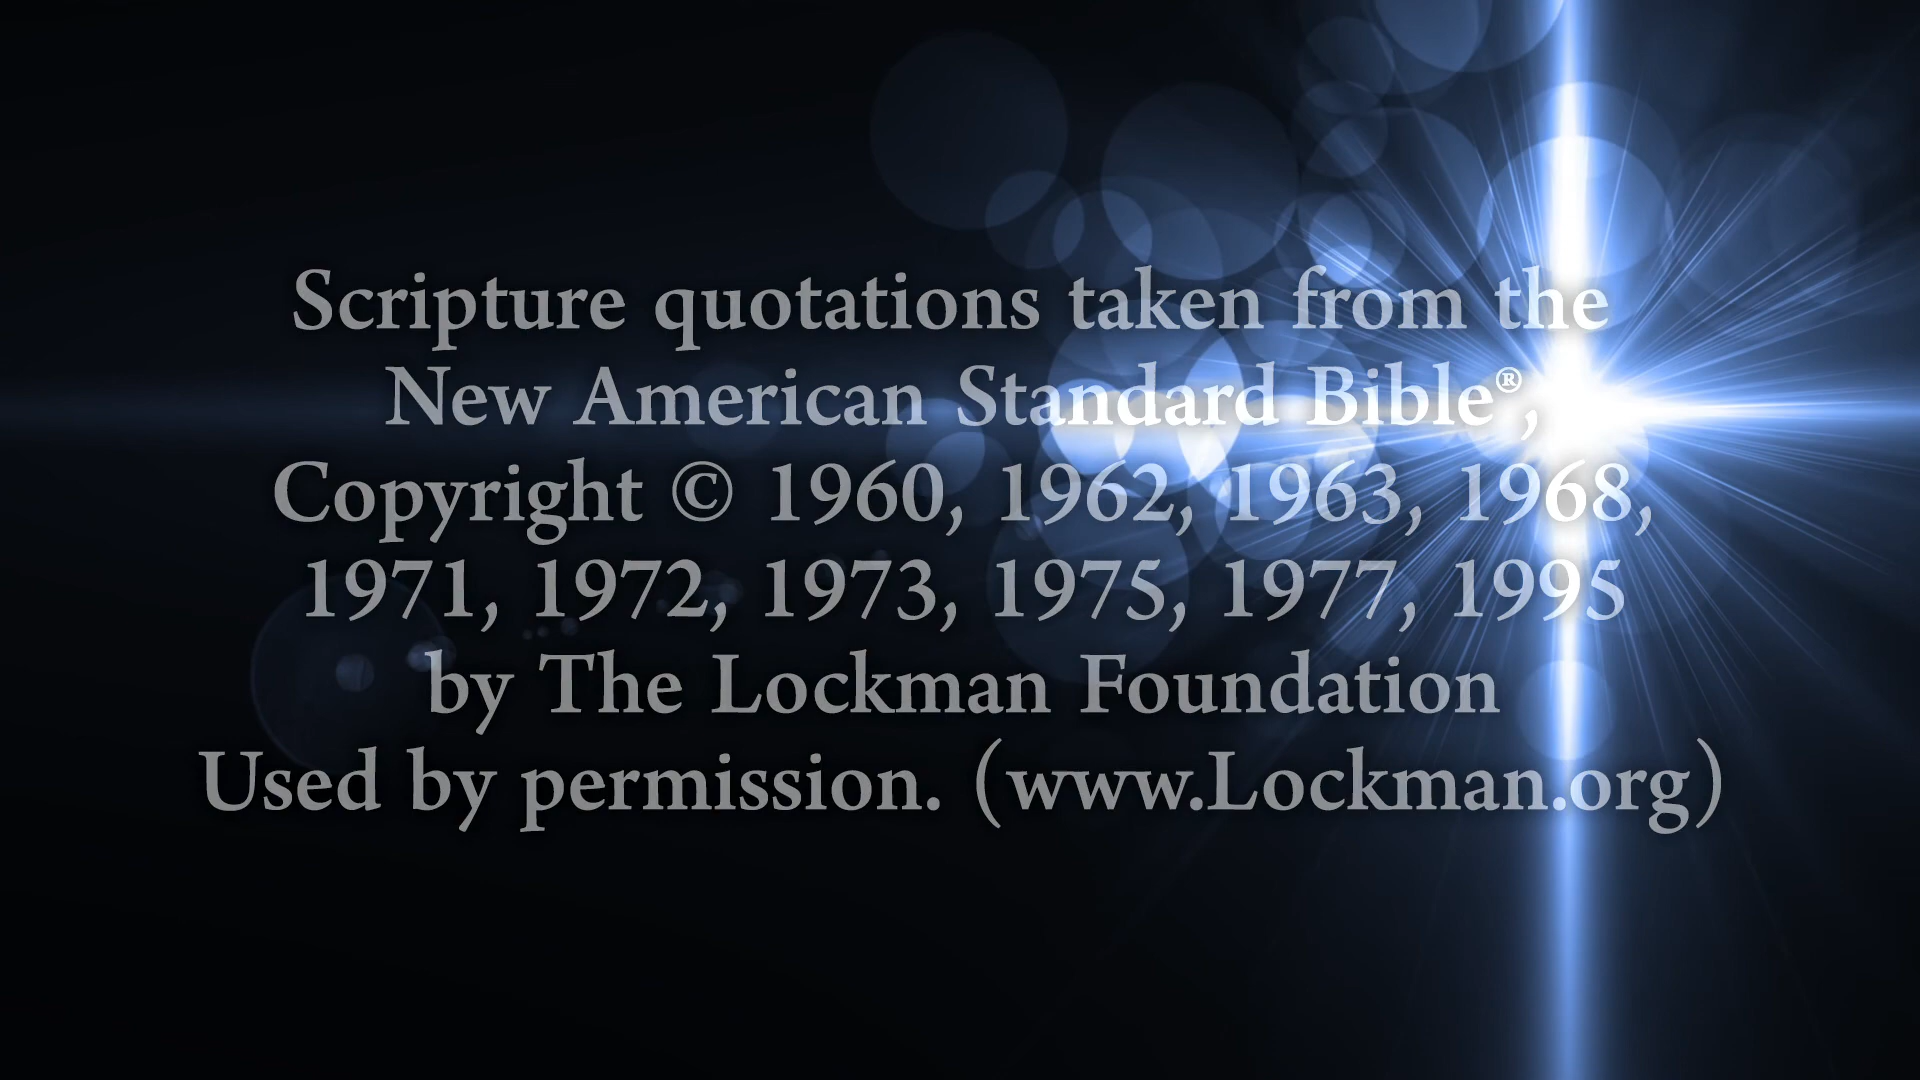 Scripture quotations taken from the
New American Standard Bible®,
Copyright © 1960, 1962, 1963, 1968,
1971, 1972, 1973, 1975, 1977, 1995
by The Lockman Foundation
Used by permission. (www.Lockman.org)